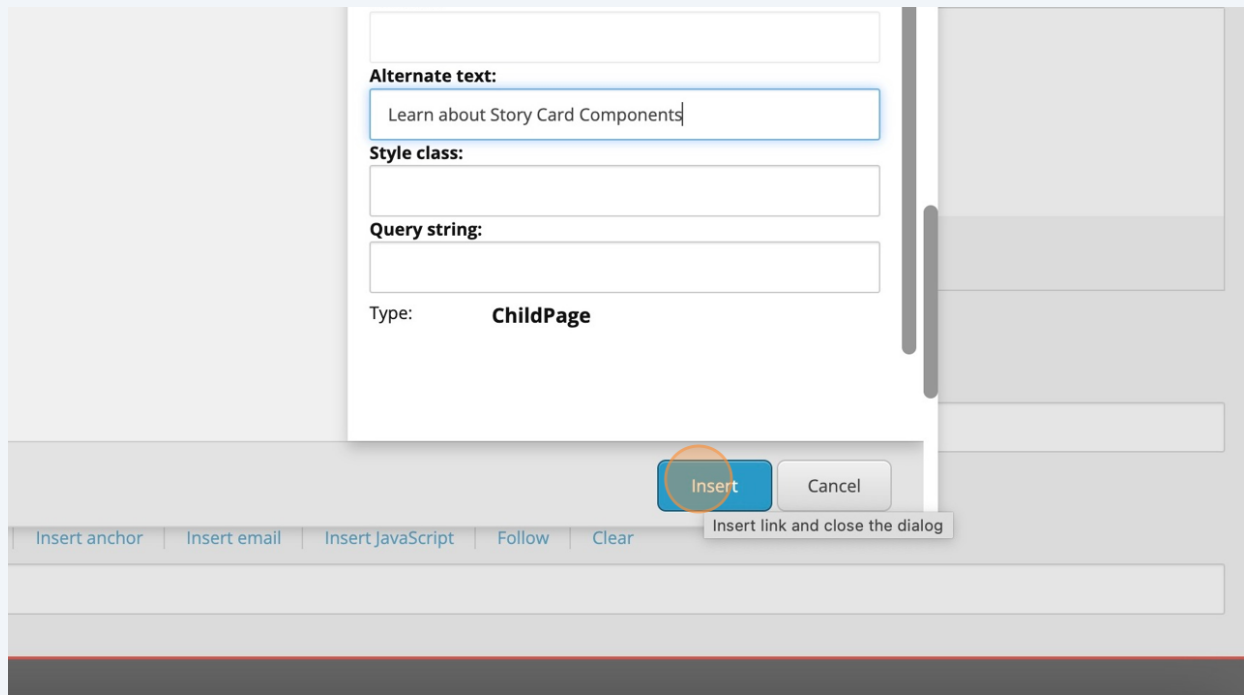 Alternate text:
Learn about Story Card Components
Style class:
Query string:
Type: ChildPage
Insert Cancel
Insert link and close the dialog
Insert anchor Insert email Insert JavaScript Follow Clear